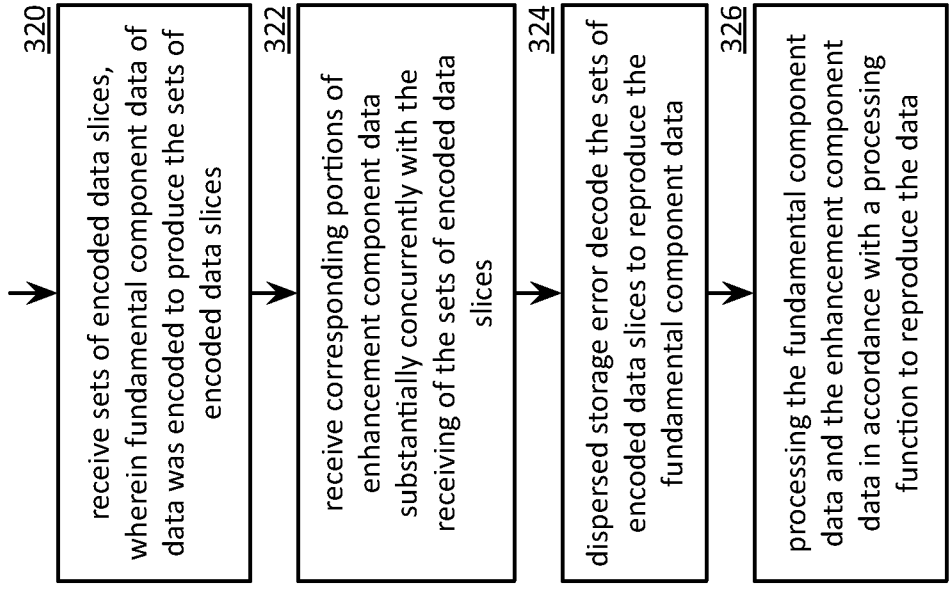 320
receive sets of encoded data slices,
wherein fundamental component data of
data was encoded to produce the sets of
encoded data slices
322
receive corresponding portions of
enhancement component data
substantially concurrently with the
receiving of the sets of encoded data
slices
324
dispersed storage error decode the sets of
encoded data slices to reproduce the
fundamental component data
326
processing the fundamental component
data and the enhancement component
data in accordance with a processing
function to reproduce the data